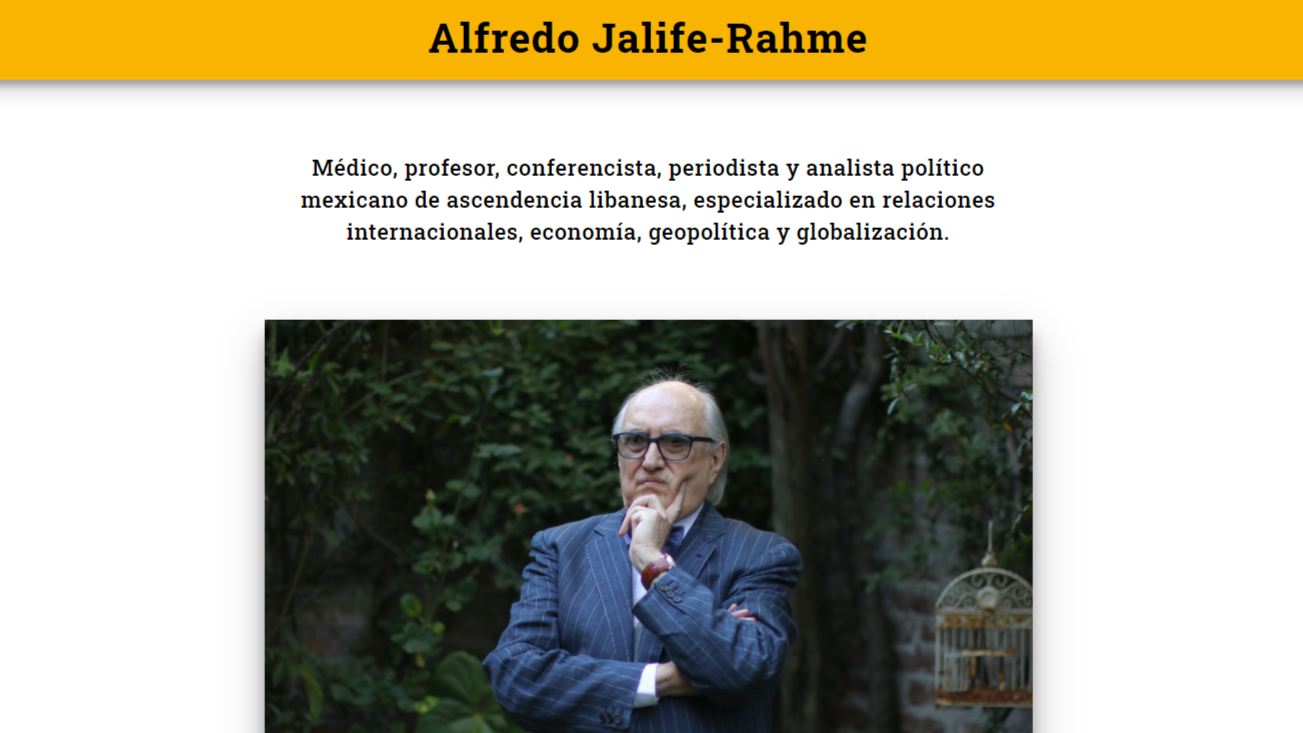 Alfredo Jalife-Rahme
Médico, profesor, conferencista, periodista y analista político
mexicano de ascendencia libanesa, especializado en relaciones
internacionales, economía, geopolítica y globalización.